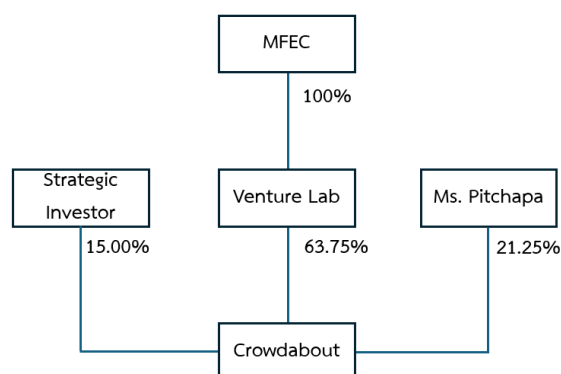 MFEC
100%
Strategic
Investor
Venture Lab
Ms. Pitchapa
15.00%
63.75%
21.25%
Crowdabout